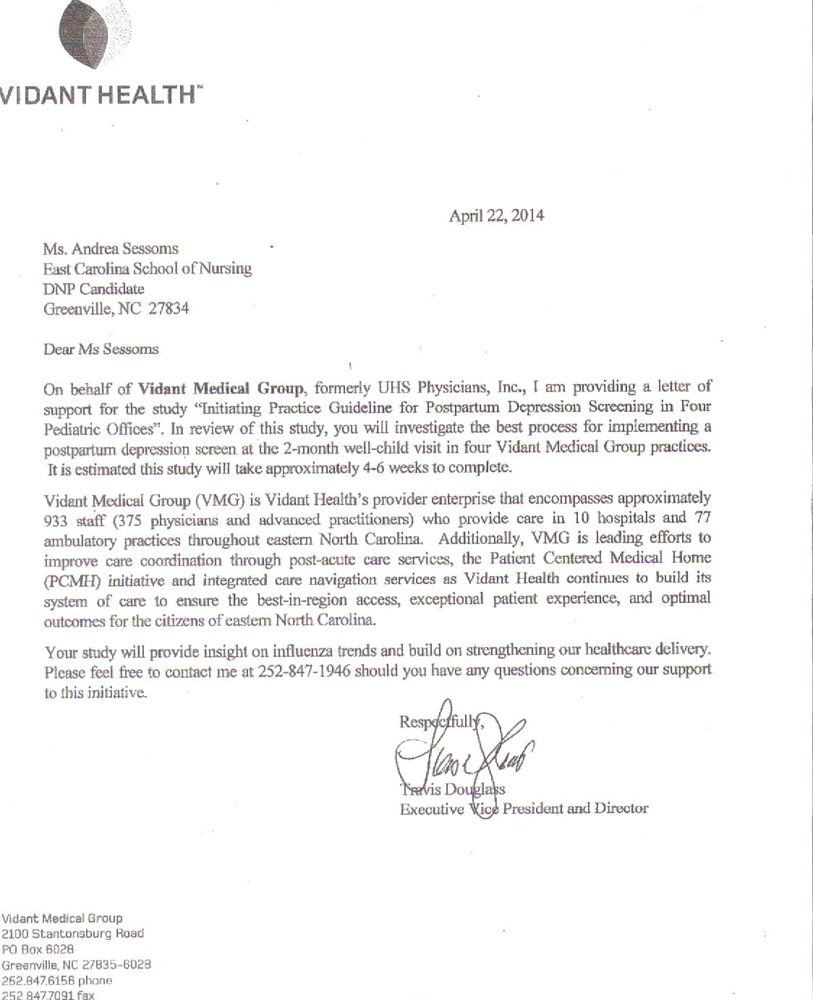 VIDANT HEALTH™
April 22, 2014
Ms. Andrea Sessoms
East Carolina School of Nursing
DNP Candidate
Greenville, NC 27834
Dear Ms Sessoms
On behalf of Vidant Medical Group, formerly UHS Physicians, Inc., I am providing a letter of
support for the study “Initiating Practice Guideline for Postpartum Depression Screening in Four
Pediatric Offices”. In review of this study, you will investigate the best process for implementing a
postpartum depression screen at the 2-month well-child visit in four Vidant Medical Group practices.
It is estimated this study will take approximately 4-6 weeks to complete.
Vidant Medical Group (VMG) is Vidant Health’s provider enterprise that encompasses approximately
933 staff (375 physicians and advanced practitioners) who provide care in 10 hospitals and 77
ambulatory practices throughout eastern North Carolina. Additionally, VMG is leading efforts to
improve care coordination through post-acute care services, the Patient Centered Medical Home
(PCMH) initiative and integrated care navigation services as Vidant Health continues to build its
system of care to ensure the best-in-region access, exceptional patient experience, and optimal
outcomes for the citizens of eastern North Carolina.
Your study will provide insight on influenza trends and build on strengthening our healthcare delivery.
Please feel free to contact me at 252-847-1946 should you have any questions concerning our support
to this initiative.
Respectfully,
Travis Douglass
Executive Vice President and Director
Vidant Medical Group
2100 Stantonsburg Road
PO Box 6028
Greenville, NC 27835-6028
252.847.6156 phone
252.847.7091 fax